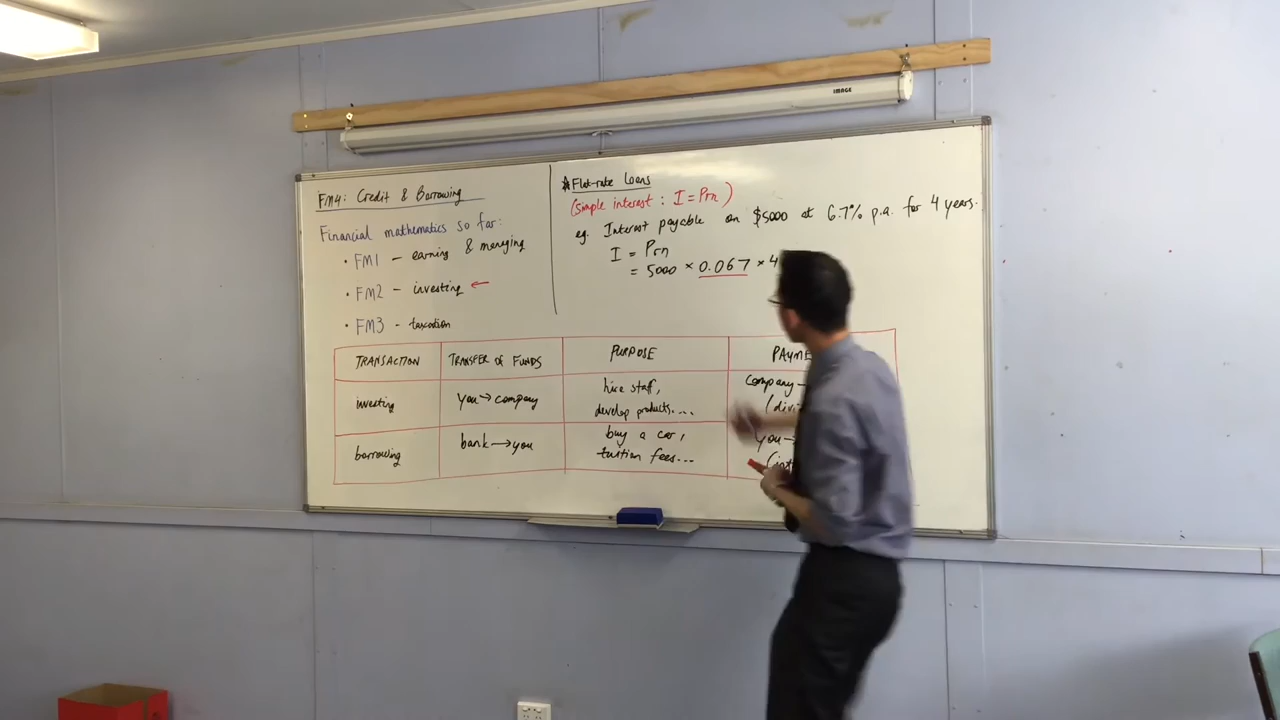 IMAGE
FM4: Credit & Borrowing
Financial mathematics so far:
• FM1 - earning & managing
• FM2 - investing ←
• FM3 - taxation
* Flat-rate loans
(simple interest: I = Prn)
eg. Interest payable on $5000 at 6.7% p.a. for 4 years.
I = Prn
= 5000 × 0.067 × 4
TRANSACTION TRANSFER OF FUNDS PURPOSE PAYME
investing you → company hire staff, develop products.... company → (divi
borrowing bank → you buy a car, tuition fees... you → (int